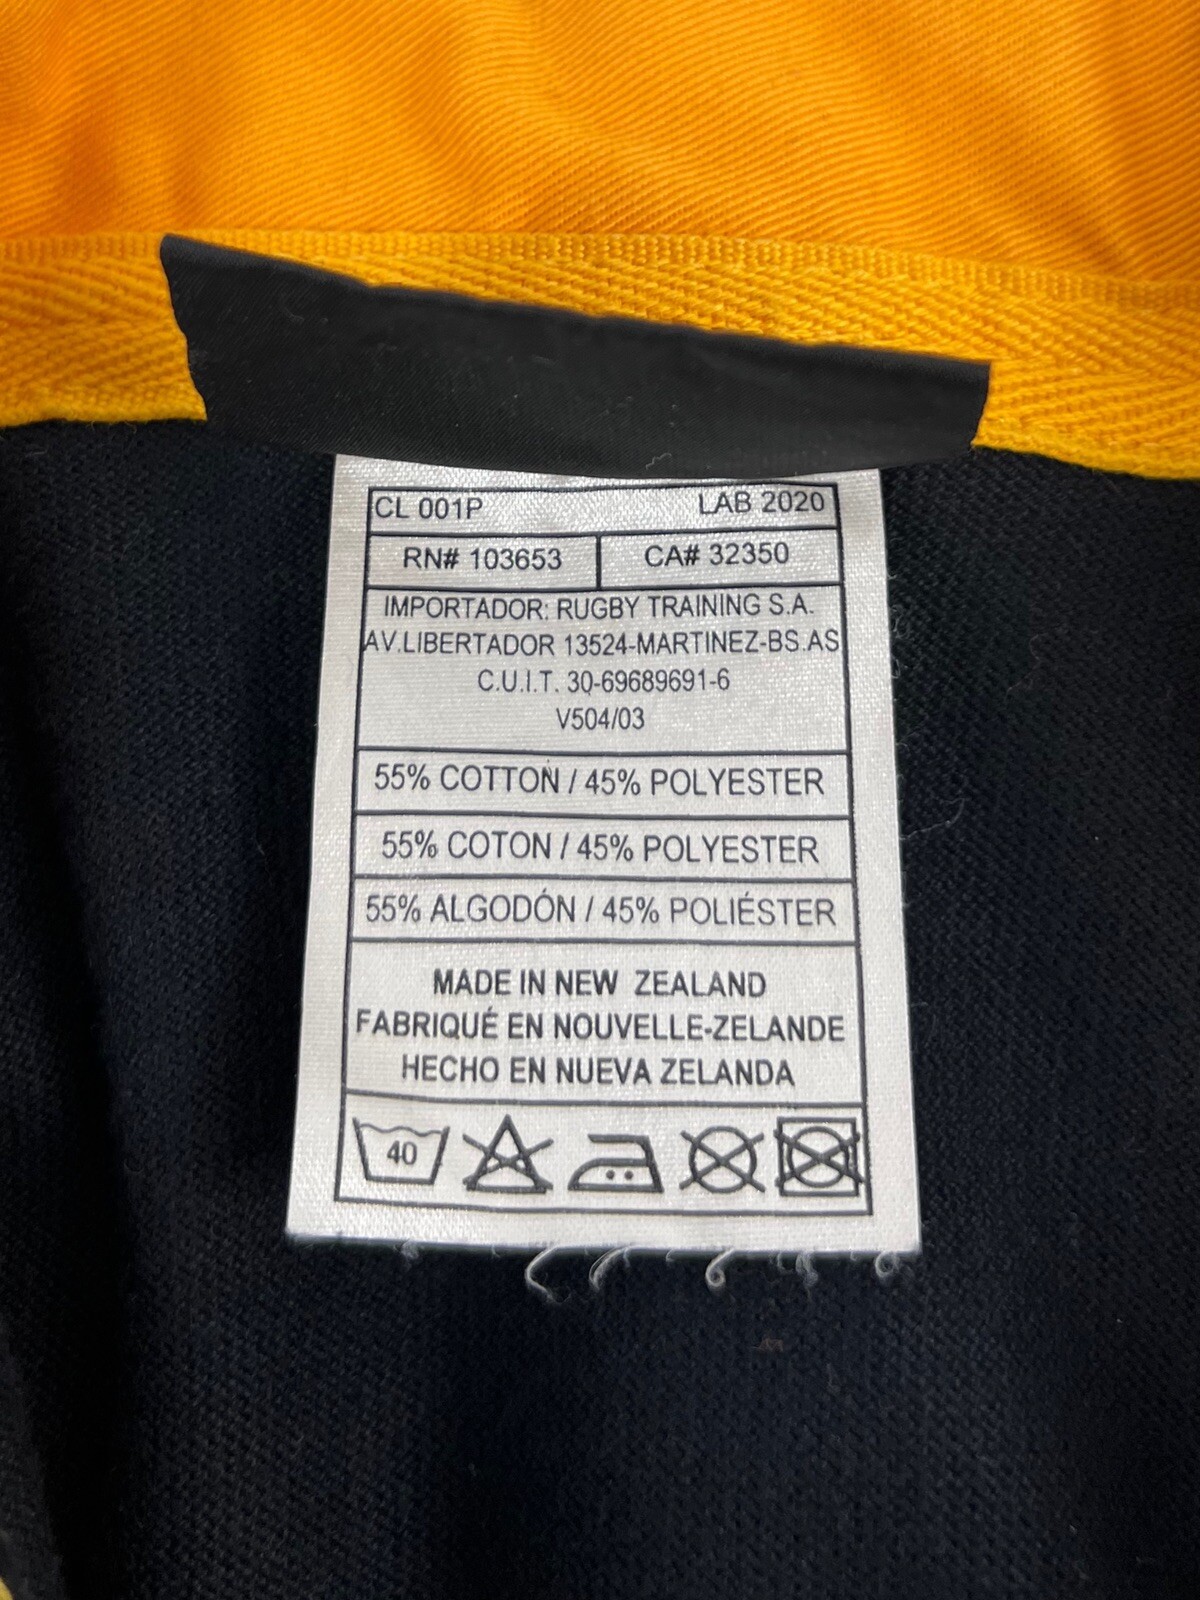 CL 001P LAB 2020
RN# 103653 CA# 32350
IMPORTADOR: RUGBY TRAINING S.A.
AV.LIBERTADOR 13524-MARTINEZ-BS.AS
C.U.I.T. 30-69689691-6
V504/03
55% COTTON / 45% POLYESTER
55% COTON / 45% POLYESTER
55% ALGODÓN / 45% POLIÉSTER
MADE IN NEW ZEALAND
FABRIQUÉ EN NOUVELLE-ZELANDE
HECHO EN NUEVA ZELANDA
40